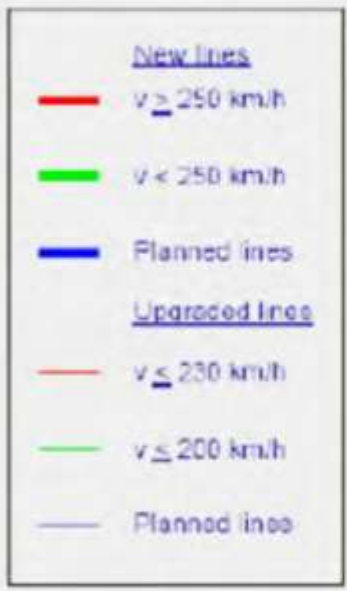 New lines
v ≥ 250 km/h
v < 250 km/h
Planned lines
Upgraded lines
v ≤ 230 km/h
v ≤ 200 km/h
Planned lines